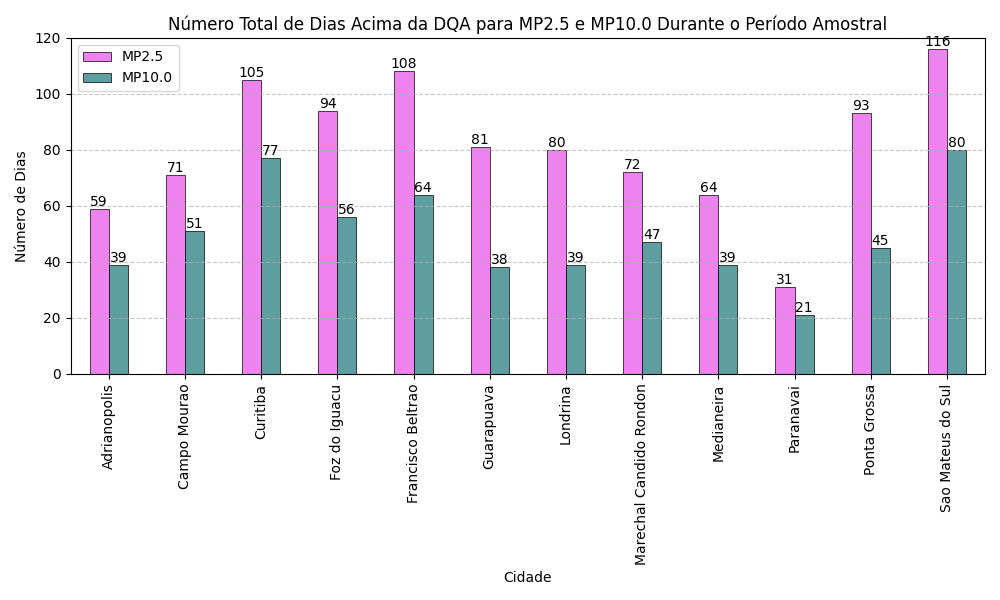 Número Total de Dias Acima da DQA para MP2.5 e MP10.0 Durante o Período Amostral
MP2.5
MP10.0
Número de Dias
120
100
80
60
40
20
0
59
39
71
51
105
77
94
56
108
64
81
38
80
39
72
47
64
39
31
21
93
45
116
80
Adrianopolis
Campo Mourao
Curitiba
Foz do Iguacu
Francisco Beltrao
Guarapuava
Londrina
Marechal Candido Rondon
Medianeira
Paranavai
Ponta Grossa
Sao Mateus do Sul
Cidade